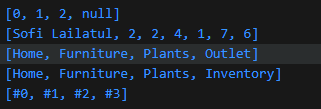 [0, 1, 2, null]
[Sofi Lailatul, 2, 2, 4, 1, 7, 6]
[Home, Furniture, Plants, Outlet]
[Home, Furniture, Plants, Inventory]
[#0, #1, #2, #3]